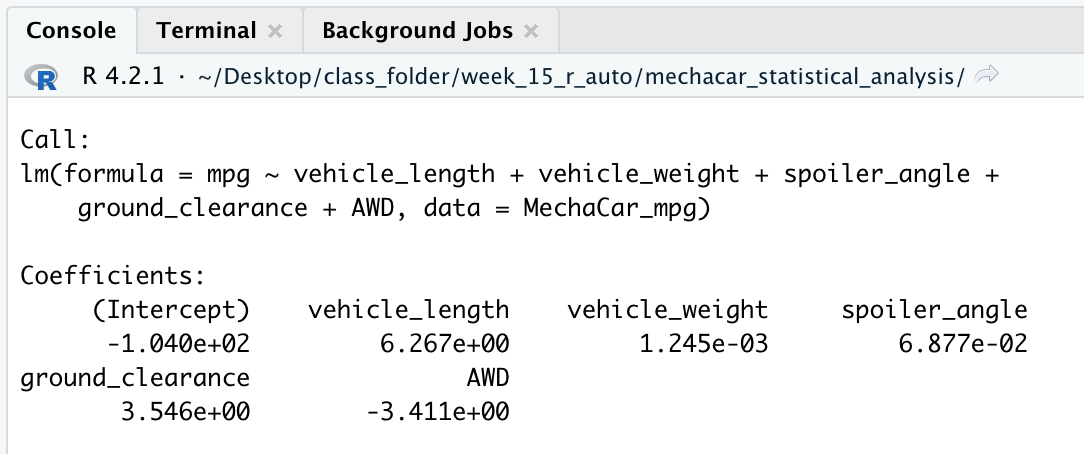 Console Terminal × Background Jobs ×
R R 4.2.1 · ~/Desktop/class_folder/week_15_r_auto/mechacar_statistical_analysis/
Call:
lm(formula = mpg ~ vehicle_length + vehicle_weight + spoiler_angle +
    ground_clearance + AWD, data = MechaCar_mpg)
Coefficients:
     (Intercept)    vehicle_length    vehicle_weight     spoiler_angle
      -1.040e+02         6.267e+00         1.245e-03         6.877e-02
ground_clearance               AWD
       3.546e+00        -3.411e+00